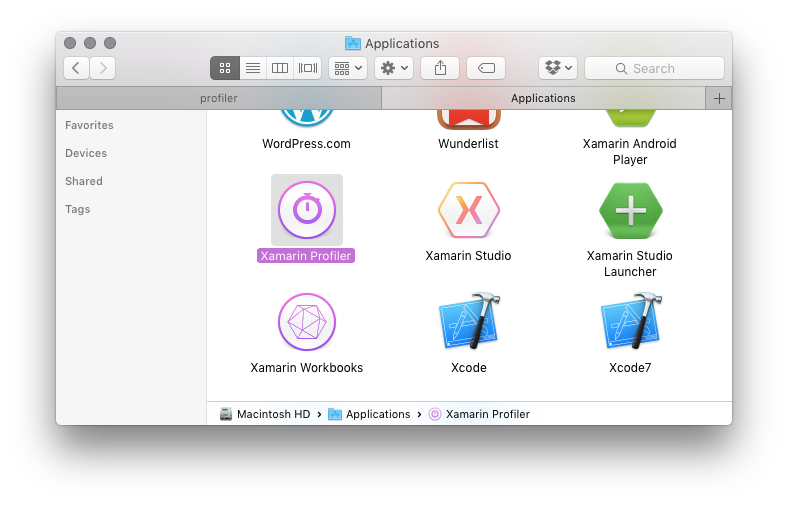 Applications
Search
profiler
Applications
Favorites
Devices
Shared
Tags
WordPress.com
Wunderlist
Xamarin Android
Player
Xamarin Profiler
Xamarin Studio
Xamarin Studio
Launcher
Xamarin Workbooks
Xcode
Xcode7
Macintosh HD › Applications › Xamarin Profiler